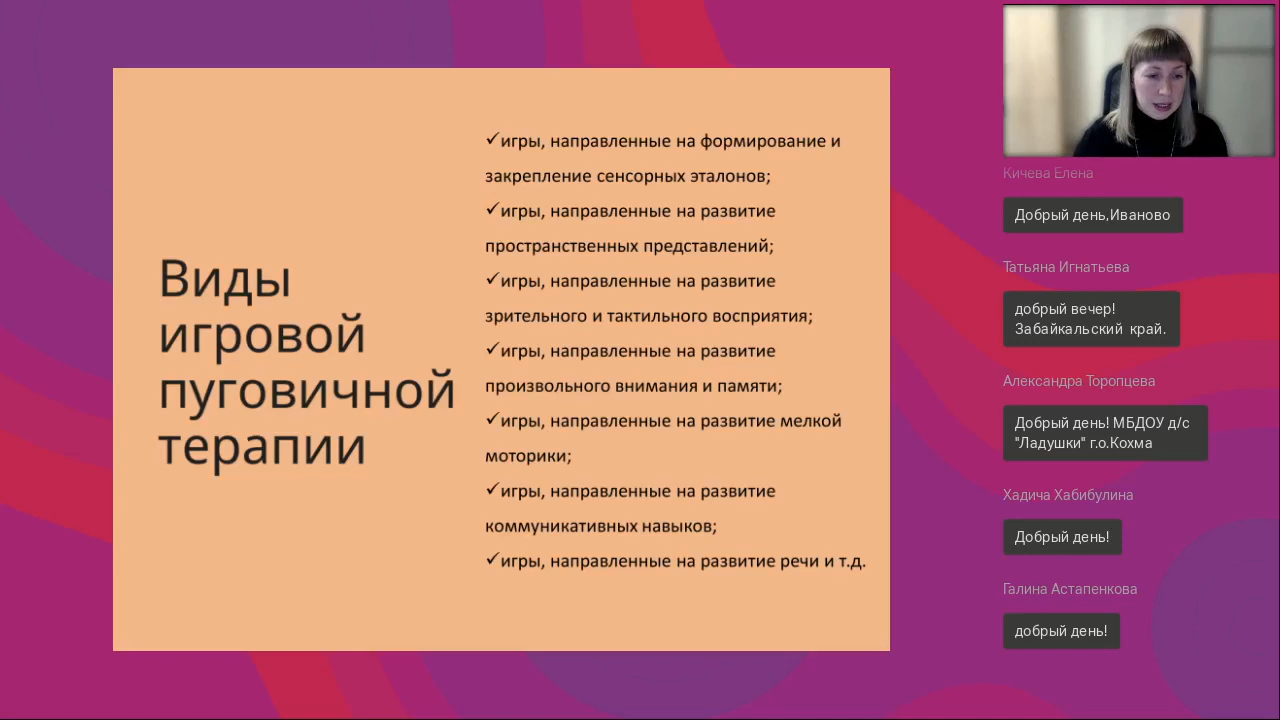 Виды
игровой
пуговичной
терапии
✓игры, направленные на формирование и
закрепление сенсорных эталонов;
✓игры, направленные на развитие
пространственных представлений;
✓игры, направленные на развитие
зрительного и тактильного восприятия;
✓игры, направленные на развитие
произвольного внимания и памяти;
✓игры, направленные на развитие мелкой
моторики;
✓игры, направленные на развитие
коммуникативных навыков;
✓игры, направленные на развитие речи и т.д.
Кичева Елена
Добрый день,Иваново
Татьяна Игнатьева
добрый вечер!
Забайкальский край.
Александра Торопцева
Добрый день! МБДОУ д/с
"Ладушки" г.о.Кохма
Хадича Хабибулина
Добрый день!
Галина Астапенкова
добрый день!